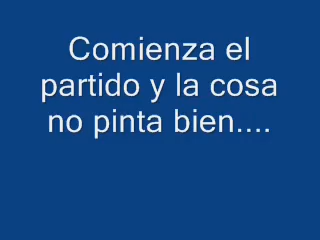 Comienza el
partido y la cosa
no pinta bien....